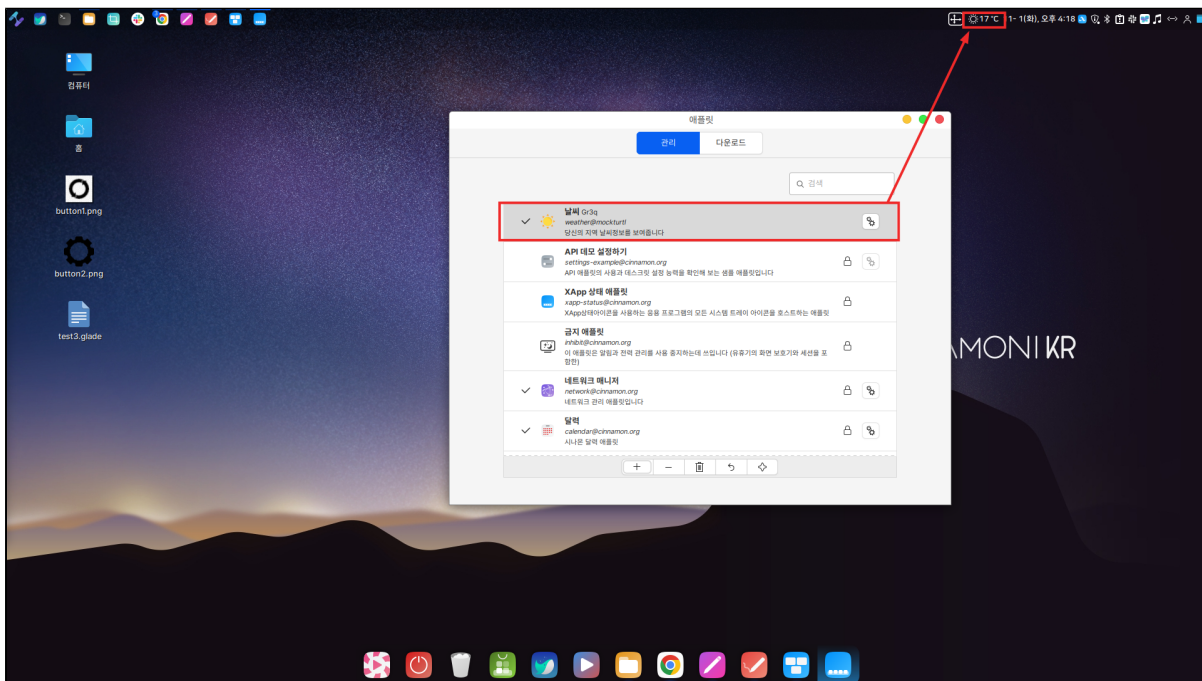 17 ℃ 1- 1(화), 오후 4:18
컴퓨터
홈
button1.png
button2.png
test3.glade
애플릿
관리 다운로드
검색
날씨 Gr3q
weather@mockturtl
당신의 지역 날씨정보를 보여줍니다
API 데모 설정하기
settings-example@cinnamon.org
API 애플릿의 사용과 데스크릿 설정 능력을 확인해 보는 샘플 애플릿입니다
XApp 상태 애플릿
xapp-status@cinnamon.org
XApp상태아이콘을 사용하는 응용 프로그램의 모든 시스템 트레이 아이콘을 호스트하는 애플릿
금지 애플릿
inhibit@cinnamon.org
이 애플릿은 알림과 전력 관리를 사용 중지하는데 쓰입니다 (유휴기의 화면 보호기와 세션을 포
함한)
네트워크 매니저
network@cinnamon.org
네트워크 관리 애플릿입니다
달력
calendar@cinnamon.org
시나몬 달력 애플릿
AMONIKR